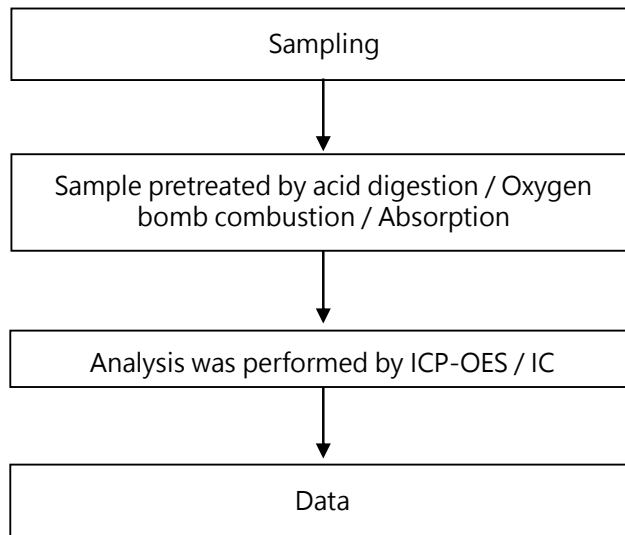 Sampling
Sample pretreated by acid digestion / Oxygen
bomb combustion / Absorption
Analysis was performed by ICP-OES / IC
Data